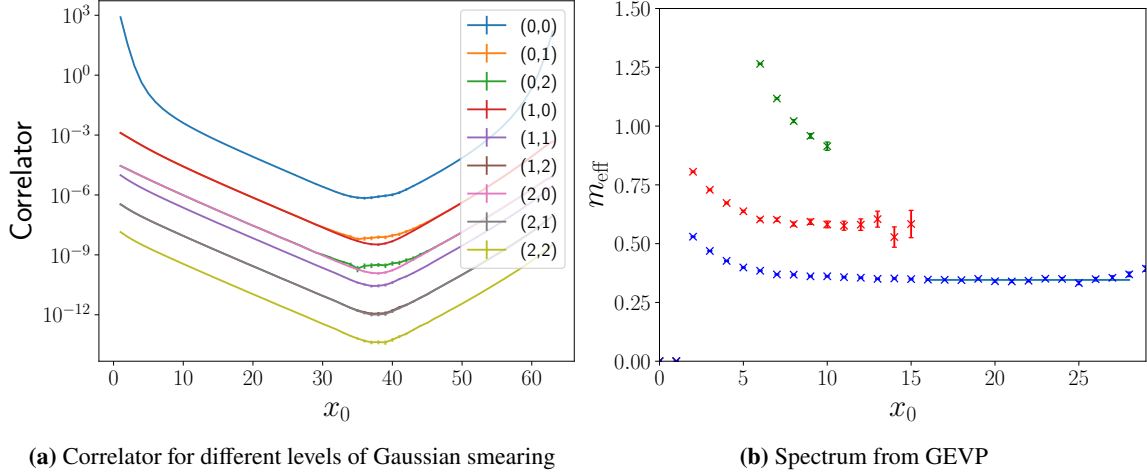 10^3
10^0
10^−3
10^−6
10^−9
10^−12
Correlator
0 10 20 30 40 50 60
x_0
(0,0)
(0,1)
(0,2)
(1,0)
(1,1)
(1,2)
(2,0)
(2,1)
(2,2)
(a) Correlator for different levels of Gaussian smearing
1.50
1.25
1.00
0.75
0.50
0.25
0.00
m_eff
0 5 10 15 20 25
x_0
(b) Spectrum from GEVP